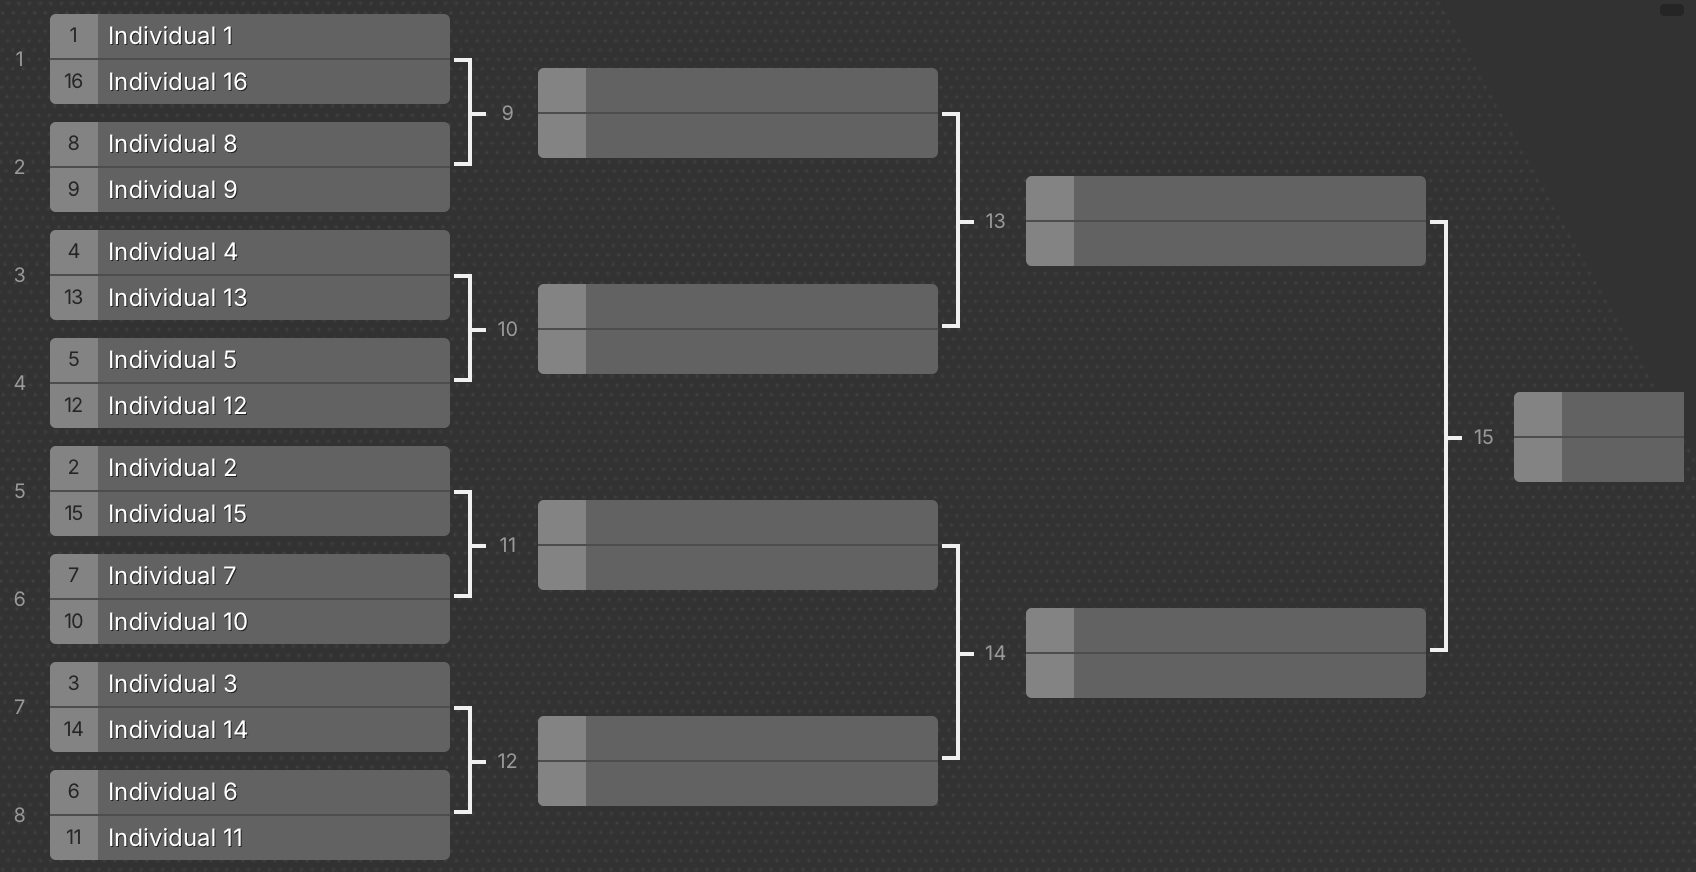 1
1 Individual 1
16 Individual 16
2
8 Individual 8
9 Individual 9
3
4 Individual 4
13 Individual 13
4
5 Individual 5
12 Individual 12
5
2 Individual 2
15 Individual 15
6
7 Individual 7
10 Individual 10
7
3 Individual 3
14 Individual 14
8
6 Individual 6
11 Individual 11
9
10
11
12
13
14
15